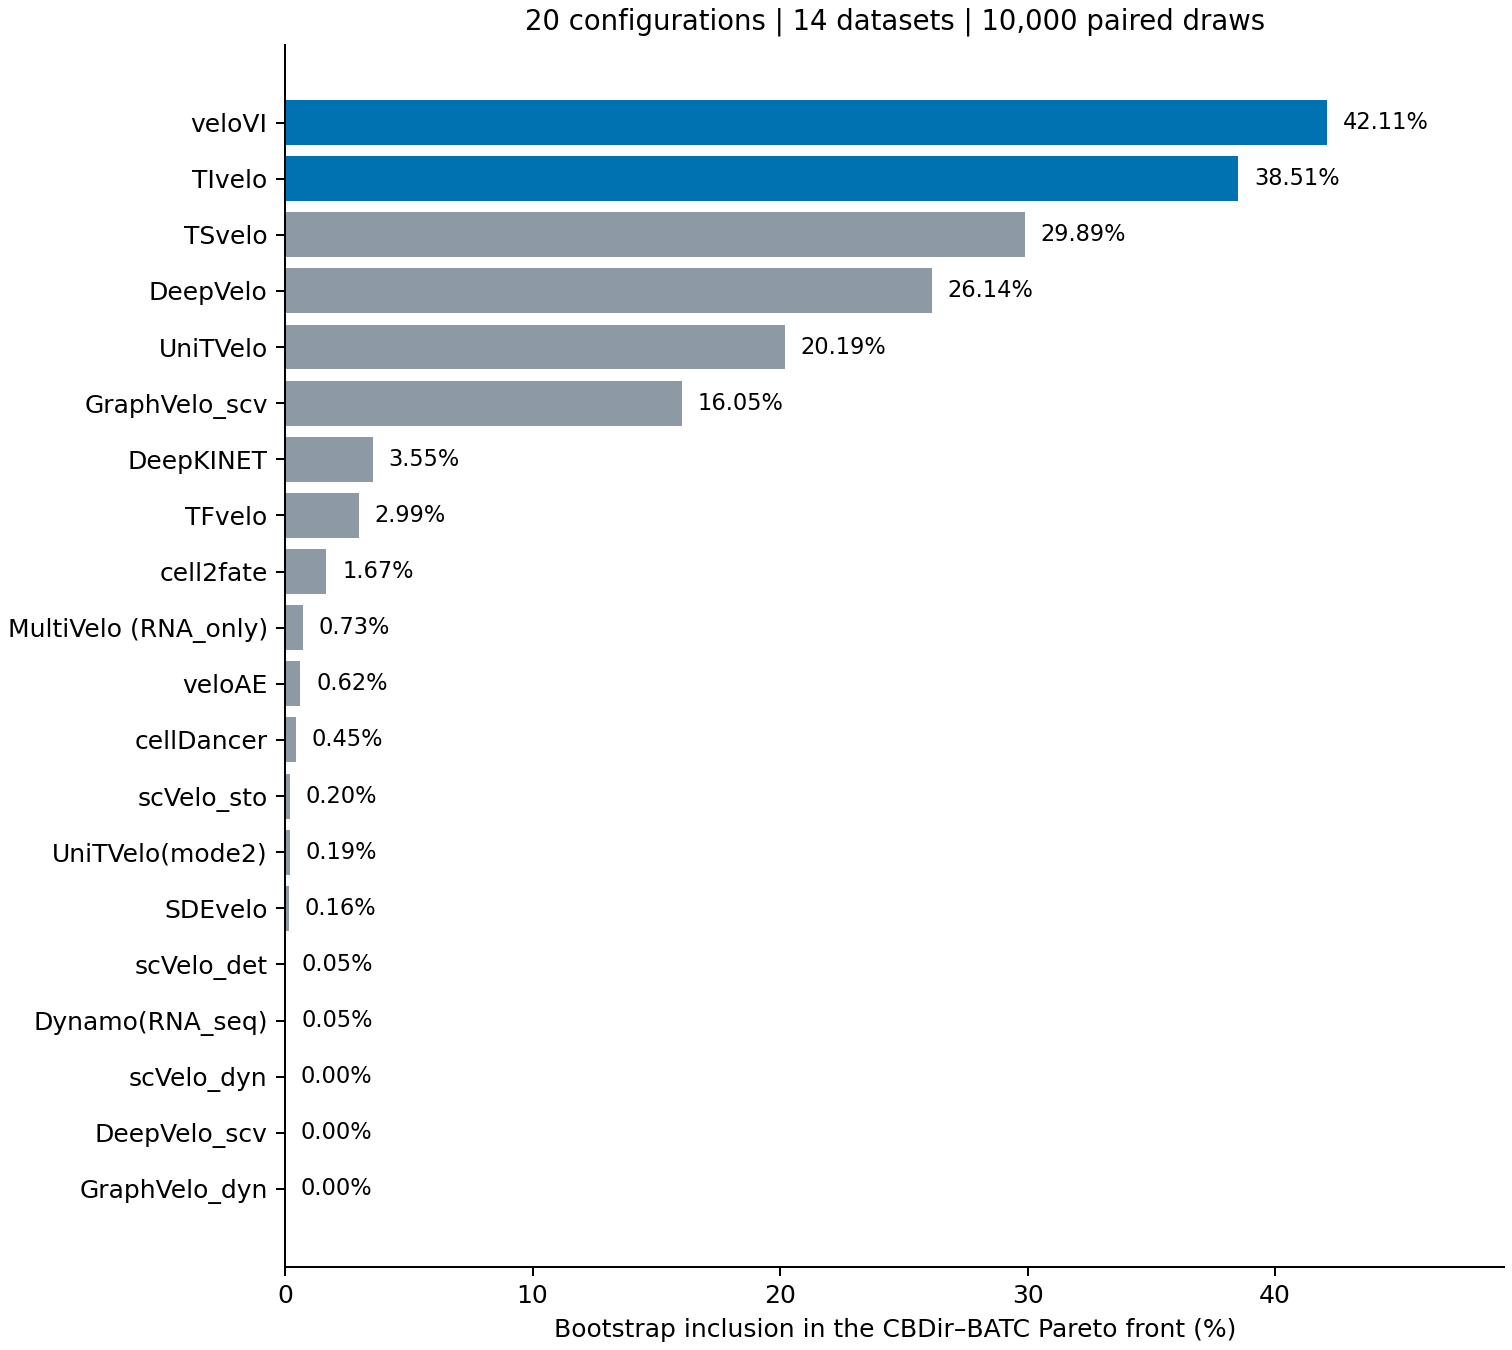 20 configurations | 14 datasets | 10,000 paired draws
veloVI 42.11%
TIvelo 38.51%
TSvelo 29.89%
DeepVelo 26.14%
UniTVelo 20.19%
GraphVelo_scv 16.05%
DeepKINET 3.55%
TFvelo 2.99%
cell2fate 1.67%
MultiVelo (RNA_only) 0.73%
veloAE 0.62%
cellDancer 0.45%
scVelo_sto 0.20%
UniTVelo(mode2) 0.19%
SDEvelo 0.16%
scVelo_det 0.05%
Dynamo(RNA_seq) 0.05%
scVelo_dyn 0.00%
DeepVelo_scv 0.00%
GraphVelo_dyn 0.00%
0 10 20 30 40
Bootstrap inclusion in the CBDir–BATC Pareto front (%)